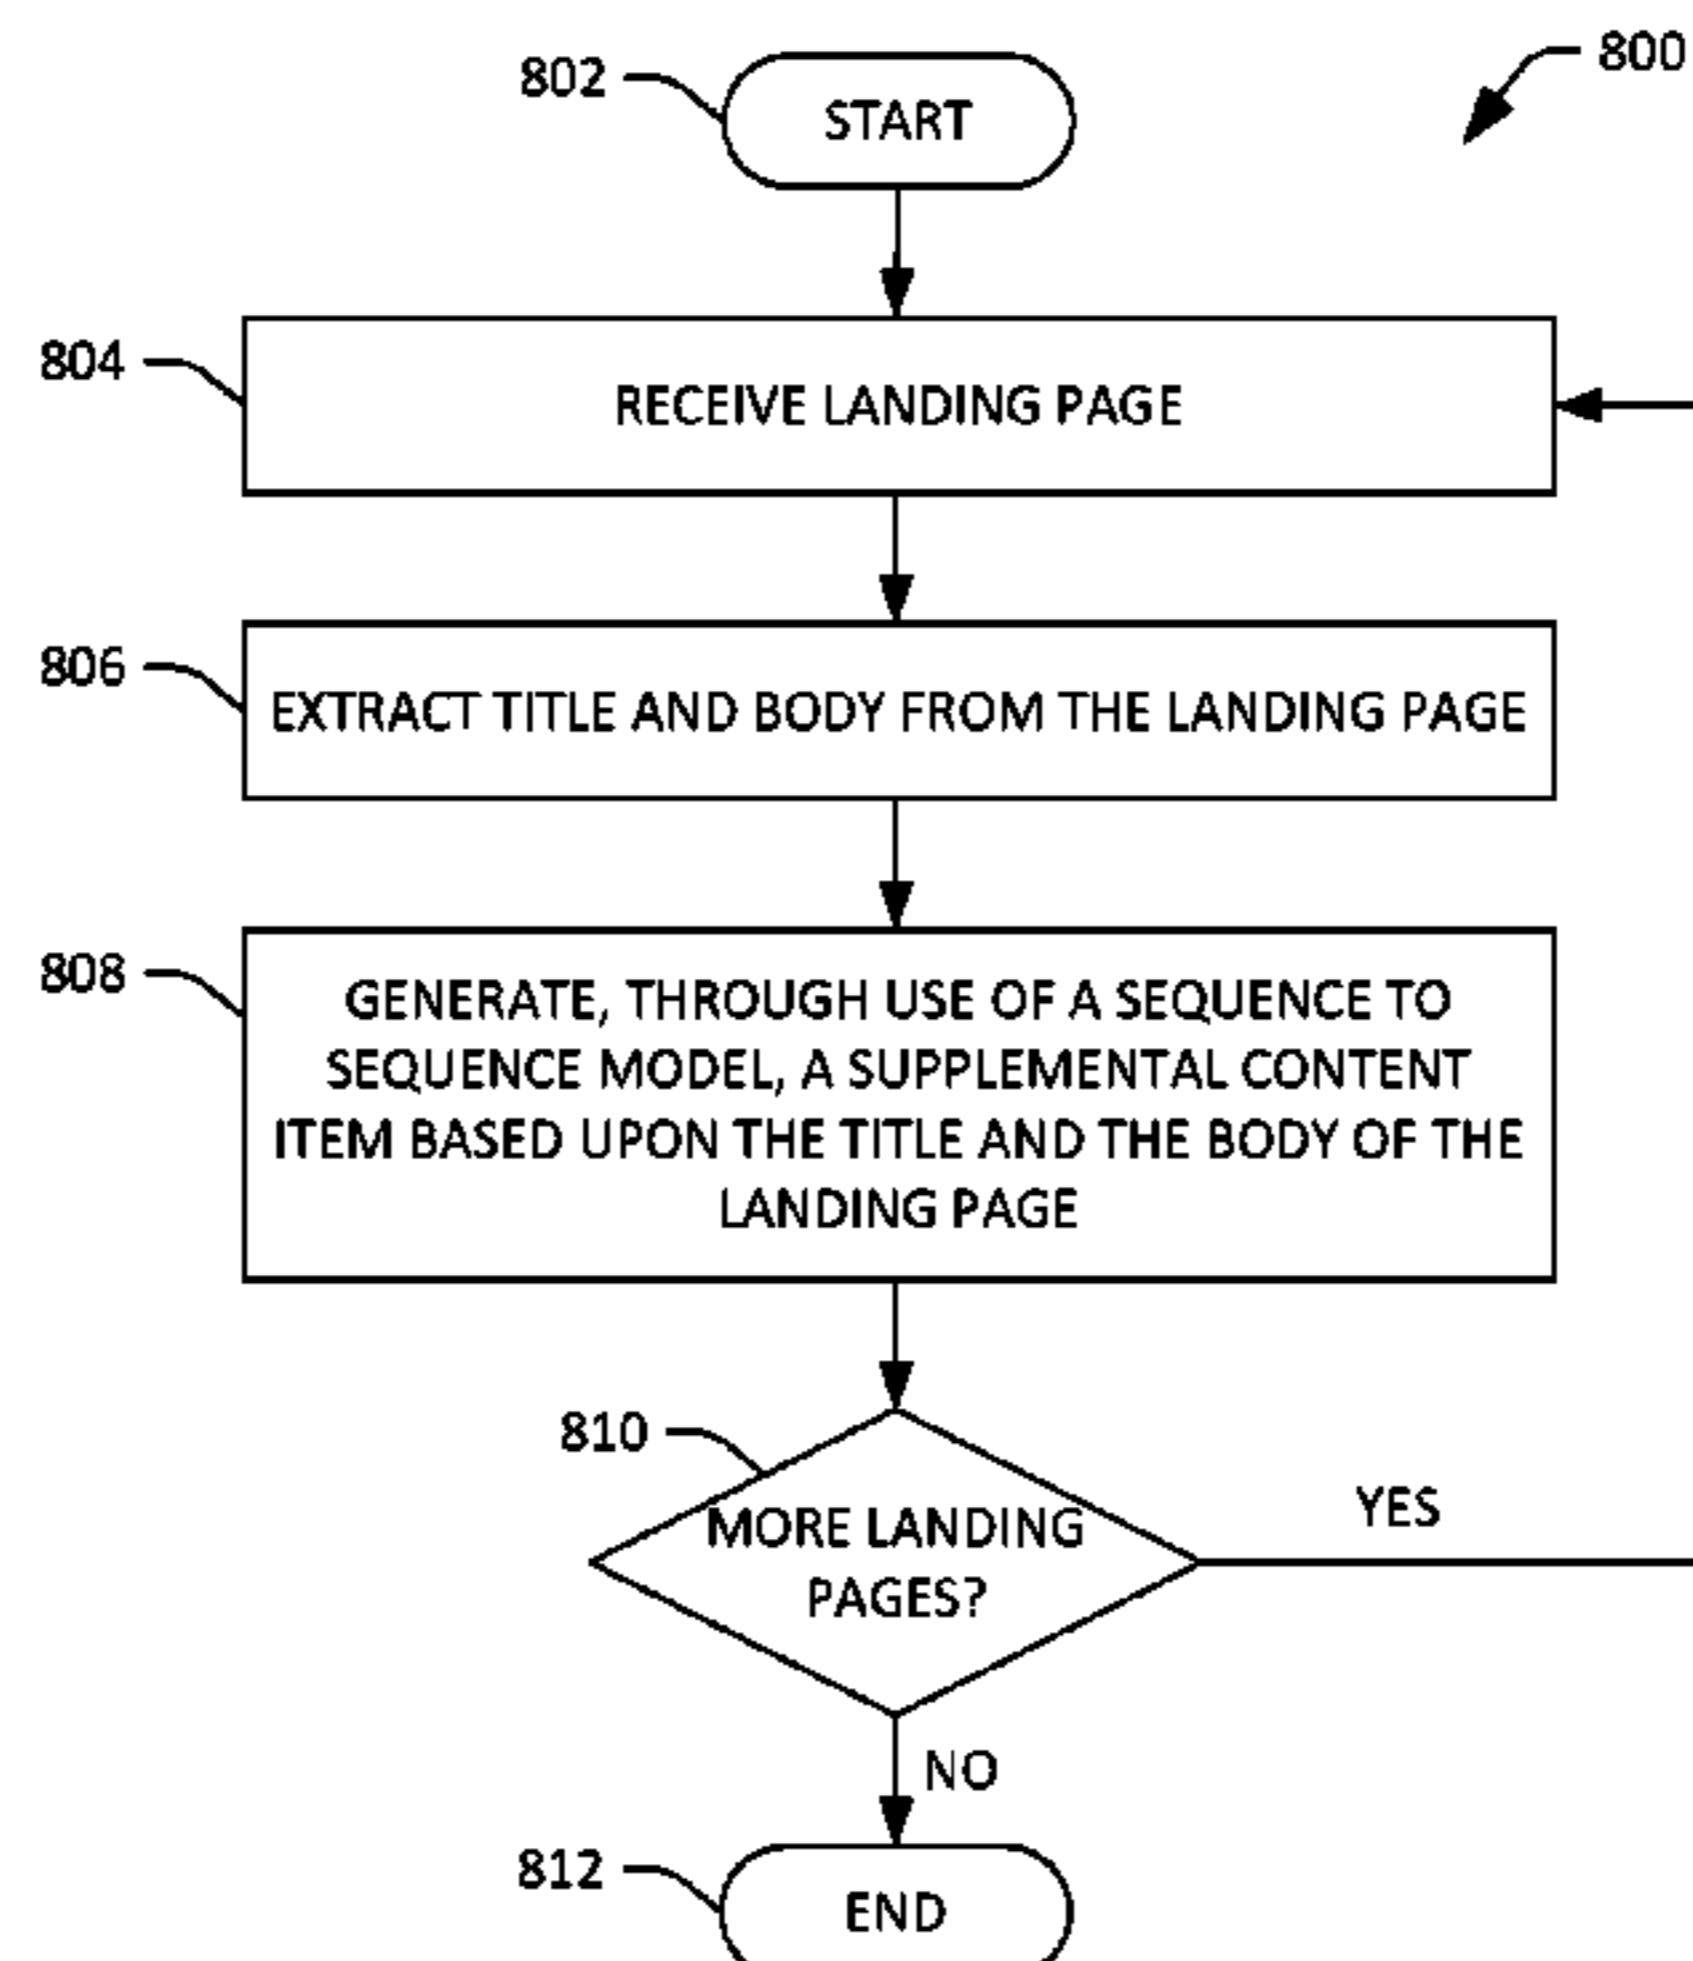 800
802
START
804
RECEIVE LANDING PAGE
806
EXTRACT TITLE AND BODY FROM THE LANDING PAGE
808
GENERATE, THROUGH USE OF A SEQUENCE TO
SEQUENCE MODEL, A SUPPLEMENTAL CONTENT
ITEM BASED UPON THE TITLE AND THE BODY OF THE
LANDING PAGE
810
MORE LANDING
PAGES?
YES
NO
812
END